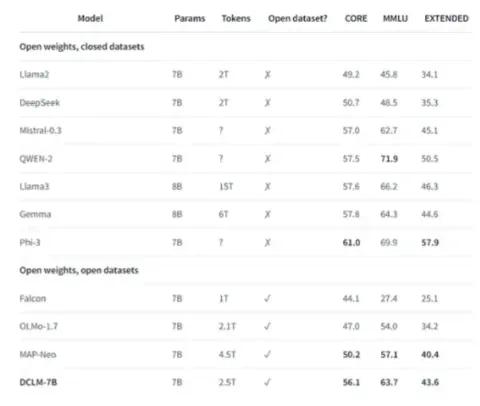 Model Params Tokens Open dataset? CORE MMLU EXTENDED
Open weights, closed datasets
Llama2 7B 2T ✗ 49.2 45.8 34.1
DeepSeek 7B 2T ✗ 50.7 48.5 35.3
Mistral-0.3 7B ? ✗ 57.0 62.7 45.1
QWEN-2 7B ? ✗ 57.5 71.9 50.5
Llama3 8B 15T ✗ 57.6 66.2 46.3
Gemma 8B 6T ✗ 57.8 64.3 44.6
Phi-3 7B ? ✗ 61.0 69.9 57.9
Open weights, open datasets
Falcon 7B 1T ✓ 44.1 27.4 25.1
OLMo-1.7 7B 2.1T ✓ 47.0 54.0 34.2
MAP-Neo 7B 4.5T ✓ 50.2 57.1 40.4
DCLM-7B 7B 2.5T ✓ 56.1 63.7 43.6